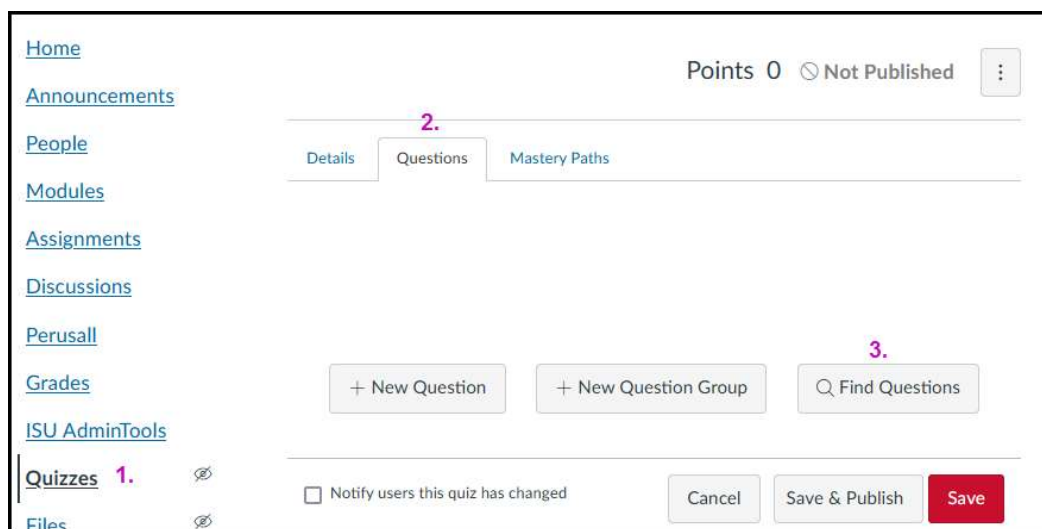 Home
Announcements
People
Modules
Assignments
Discussions
Perusall
Grades
ISU AdminTools
Quizzes 1.
Files
Points 0 Not Published
2.
Details Questions Mastery Paths
3.
+ New Question + New Question Group Find Questions
Notify users this quiz has changed Cancel Save & Publish Save